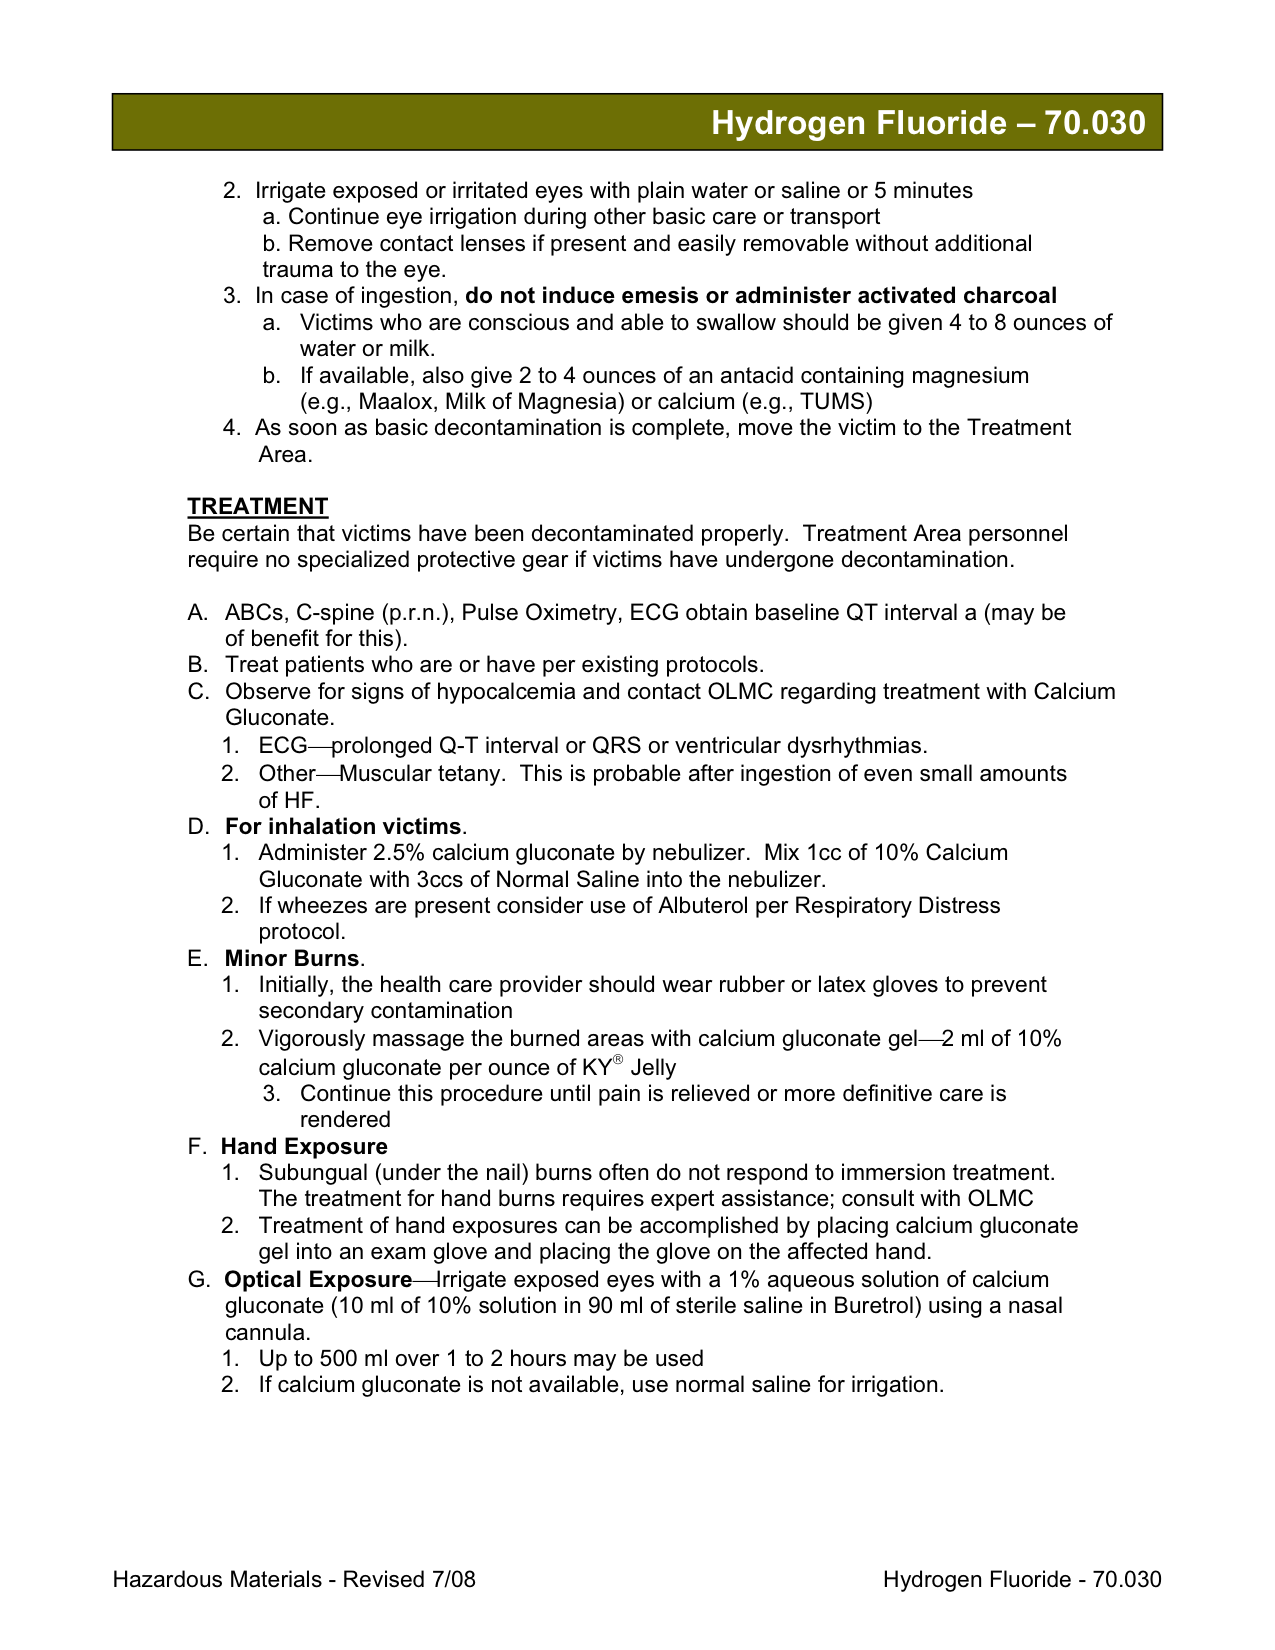 Hydrogen Fluoride – 70.030
2. Irrigate exposed or irritated eyes with plain water or saline or 5 minutes
a. Continue eye irrigation during other basic care or transport
b. Remove contact lenses if present and easily removable without additional
trauma to the eye.
3. In case of ingestion, do not induce emesis or administer activated charcoal
a. Victims who are conscious and able to swallow should be given 4 to 8 ounces of
water or milk.
b. If available, also give 2 to 4 ounces of an antacid containing magnesium
(e.g., Maalox, Milk of Magnesia) or calcium (e.g., TUMS)
4. As soon as basic decontamination is complete, move the victim to the Treatment
Area.
TREATMENT
Be certain that victims have been decontaminated properly. Treatment Area personnel
require no specialized protective gear if victims have undergone decontamination.
A. ABCs, C-spine (p.r.n.), Pulse Oximetry, ECG obtain baseline QT interval a (may be
of benefit for this).
B. Treat patients who are or have per existing protocols.
C. Observe for signs of hypocalcemia and contact OLMC regarding treatment with Calcium
Gluconate.
1. ECG—prolonged Q-T interval or QRS or ventricular dysrhythmias.
2. Other—Muscular tetany. This is probable after ingestion of even small amounts
of HF.
D. For inhalation victims.
1. Administer 2.5% calcium gluconate by nebulizer. Mix 1cc of 10% Calcium
Gluconate with 3ccs of Normal Saline into the nebulizer.
2. If wheezes are present consider use of Albuterol per Respiratory Distress
protocol.
E. Minor Burns.
1. Initially, the health care provider should wear rubber or latex gloves to prevent
secondary contamination
2. Vigorously massage the burned areas with calcium gluconate gel—2 ml of 10%
calcium gluconate per ounce of KY® Jelly
3. Continue this procedure until pain is relieved or more definitive care is
rendered
F. Hand Exposure
1. Subungual (under the nail) burns often do not respond to immersion treatment.
The treatment for hand burns requires expert assistance; consult with OLMC
2. Treatment of hand exposures can be accomplished by placing calcium gluconate
gel into an exam glove and placing the glove on the affected hand.
G. Optical Exposure—Irrigate exposed eyes with a 1% aqueous solution of calcium
gluconate (10 ml of 10% solution in 90 ml of sterile saline in Buretrol) using a nasal
cannula.
1. Up to 500 ml over 1 to 2 hours may be used
2. If calcium gluconate is not available, use normal saline for irrigation.
Hazardous Materials - Revised 7/08
Hydrogen Fluoride - 70.030